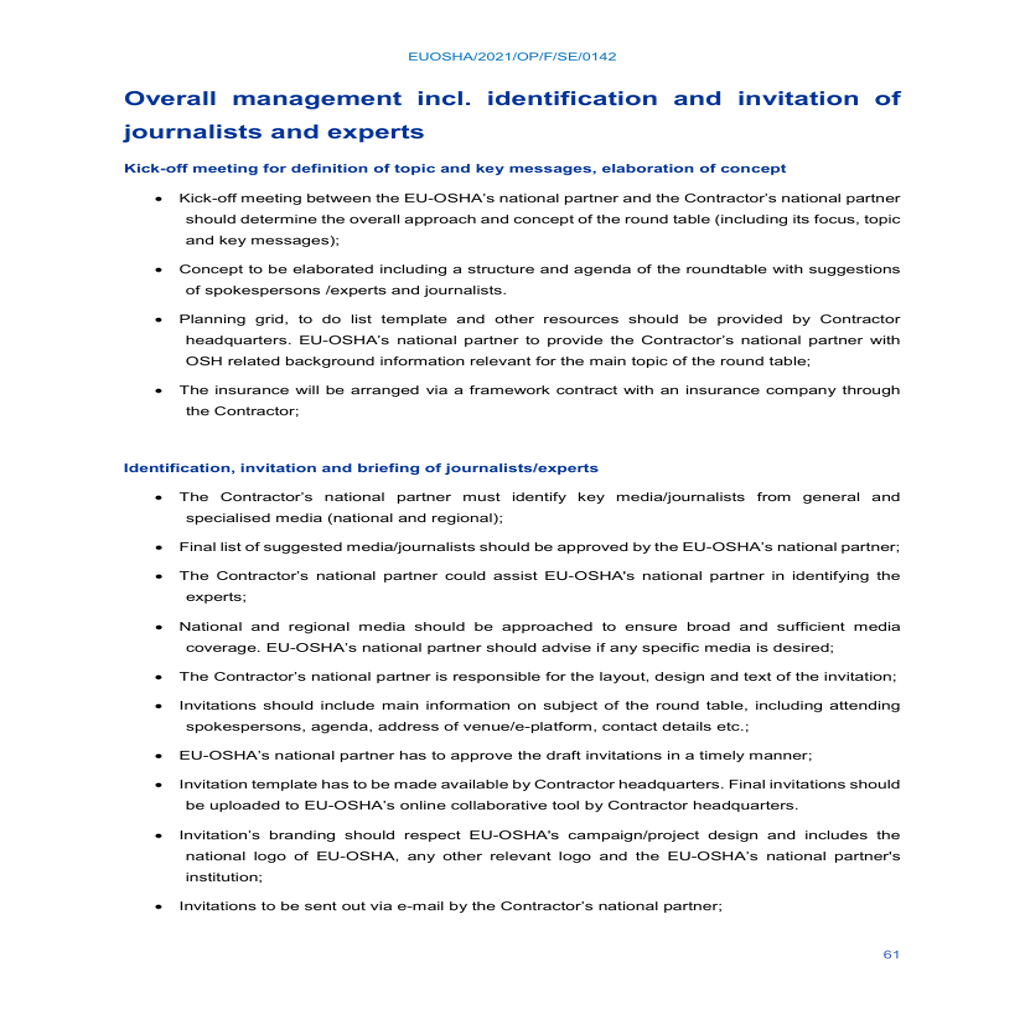 EUOSHA/2021/OP/F/SE/0142
Overall management incl. identification and invitation of
journalists and experts
Kick-off meeting for definition of topic and key messages, elaboration of concept
• Kick-off meeting between the EU-OSHA's national partner and the Contractor's national partner
should determine the overall approach and concept of the round table (including its focus, topic
and key messages);
• Concept to be elaborated including a structure and agenda of the roundtable with suggestions
of spokespersons /experts and journalists.
• Planning grid, to do list template and other resources should be provided by Contractor
headquarters. EU-OSHA's national partner to provide the Contractor's national partner with
OSH related background information relevant for the main topic of the round table;
• The insurance will be arranged via a framework contract with an insurance company through
the Contractor;
Identification, invitation and briefing of journalists/experts
• The Contractor's national partner must identify key media/journalists from general and
specialised media (national and regional);
• Final list of suggested media/journalists should be approved by the EU-OSHA's national partner;
• The Contractor's national partner could assist EU-OSHA's national partner in identifying the
experts;
• National and regional media should be approached to ensure broad and sufficient media
coverage. EU-OSHA's national partner should advise if any specific media is desired;
• The Contractor's national partner is responsible for the layout, design and text of the invitation;
• Invitations should include main information on subject of the round table, including attending
spokespersons, agenda, address of venue/e-platform, contact details etc.;
• EU-OSHA's national partner has to approve the draft invitations in a timely manner;
• Invitation template has to be made available by Contractor headquarters. Final invitations should
be uploaded to EU-OSHA's online collaborative tool by Contractor headquarters.
• Invitation's branding should respect EU-OSHA's campaign/project design and includes the
national logo of EU-OSHA, any other relevant logo and the EU-OSHA's national partner's
institution;
• Invitations to be sent out via e-mail by the Contractor's national partner;
61